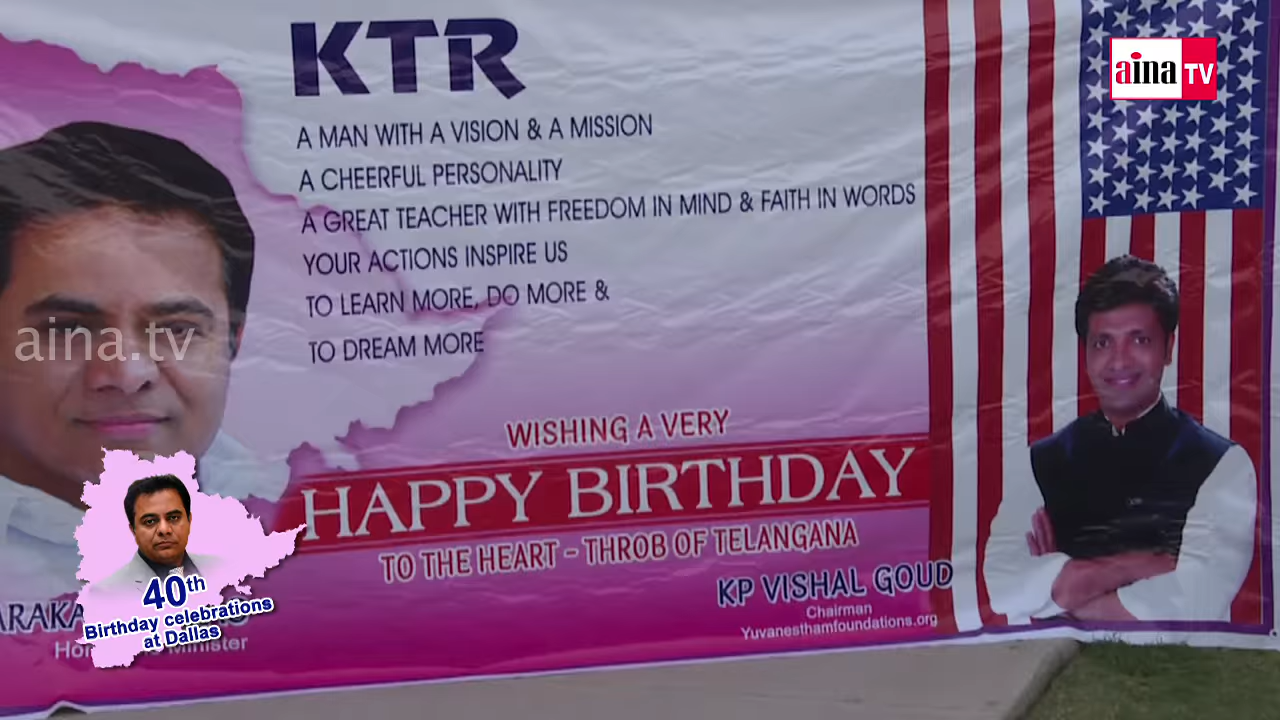 KTR
A MAN WITH A VISION & A MISSION
A CHEERFUL PERSONALITY
A GREAT TEACHER WITH FREEDOM IN MIND & FAITH IN WORDS
YOUR ACTIONS INSPIRE US
TO LEARN MORE, DO MORE &
TO DREAM MORE
WISHING A VERY
HAPPY BIRTHDAY
TO THE HEART - THROB OF TELANGANA
KP VISHAL GOUD
Chairman
Yuvanesthamfoundations.org
aina TV
aina.tv
40th
Birthday celebrations
at Dallas